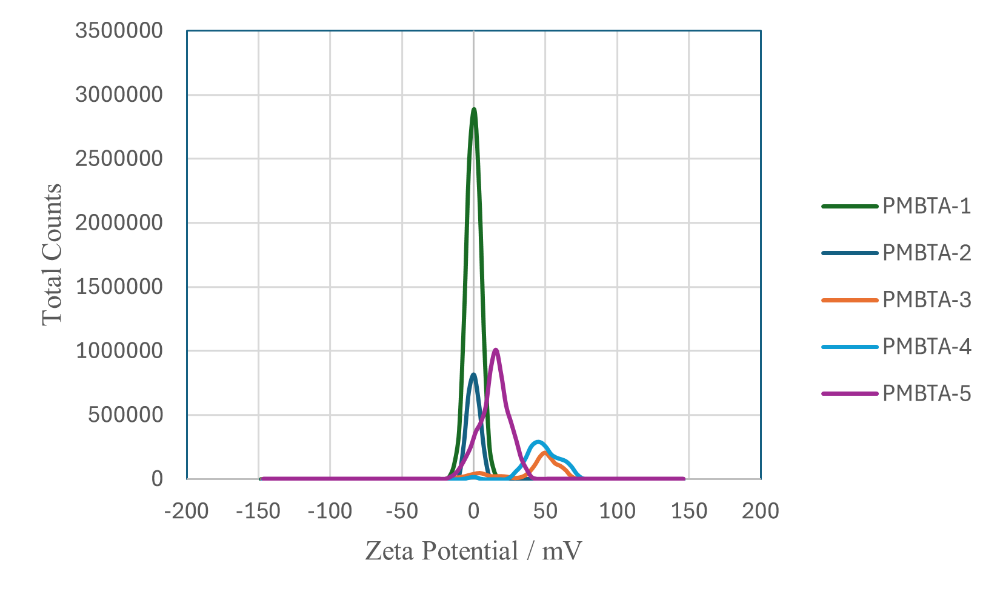 3500000
3000000
2500000
2000000
1500000
1000000
500000
0
Total Counts
-200 -150 -100 -50 0 50 100 150 200
Zeta Potential / mV
PMBTA-1
PMBTA-2
PMBTA-3
PMBTA-4
PMBTA-5